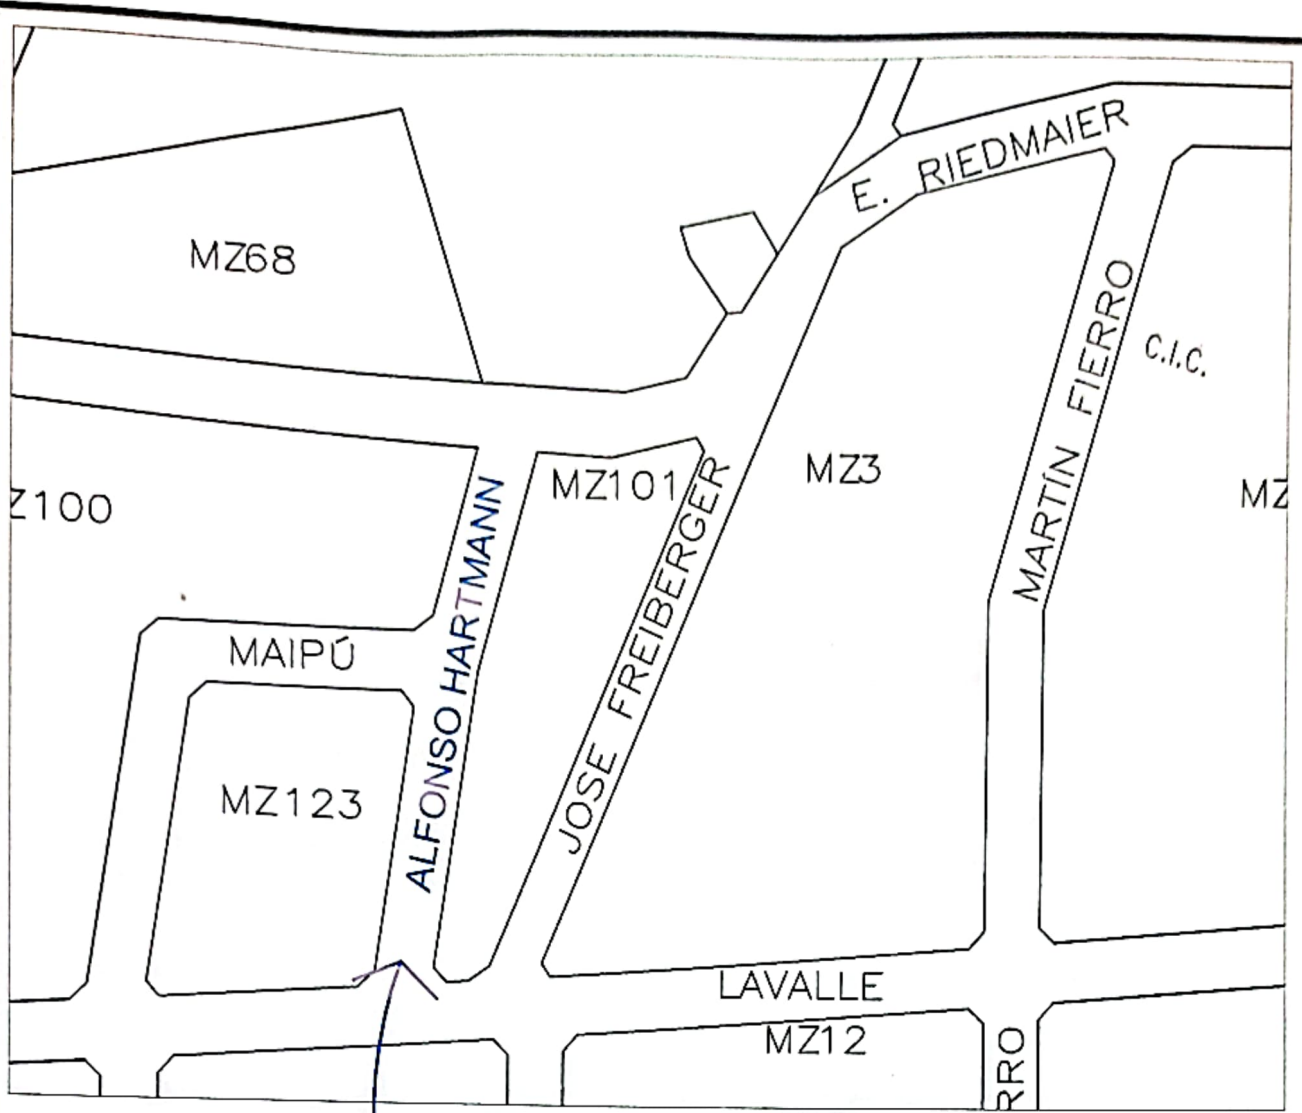 E. RIEDMAIER
MZ68
MARTÍN FIERRO
C.I.C.
MZ101
MZ3
MZ
Z100
ALFONSO HARTMANN
JOSE FREIBERGER
MAIPÚ
MZ123
LAVALLE
MZ12
RRO